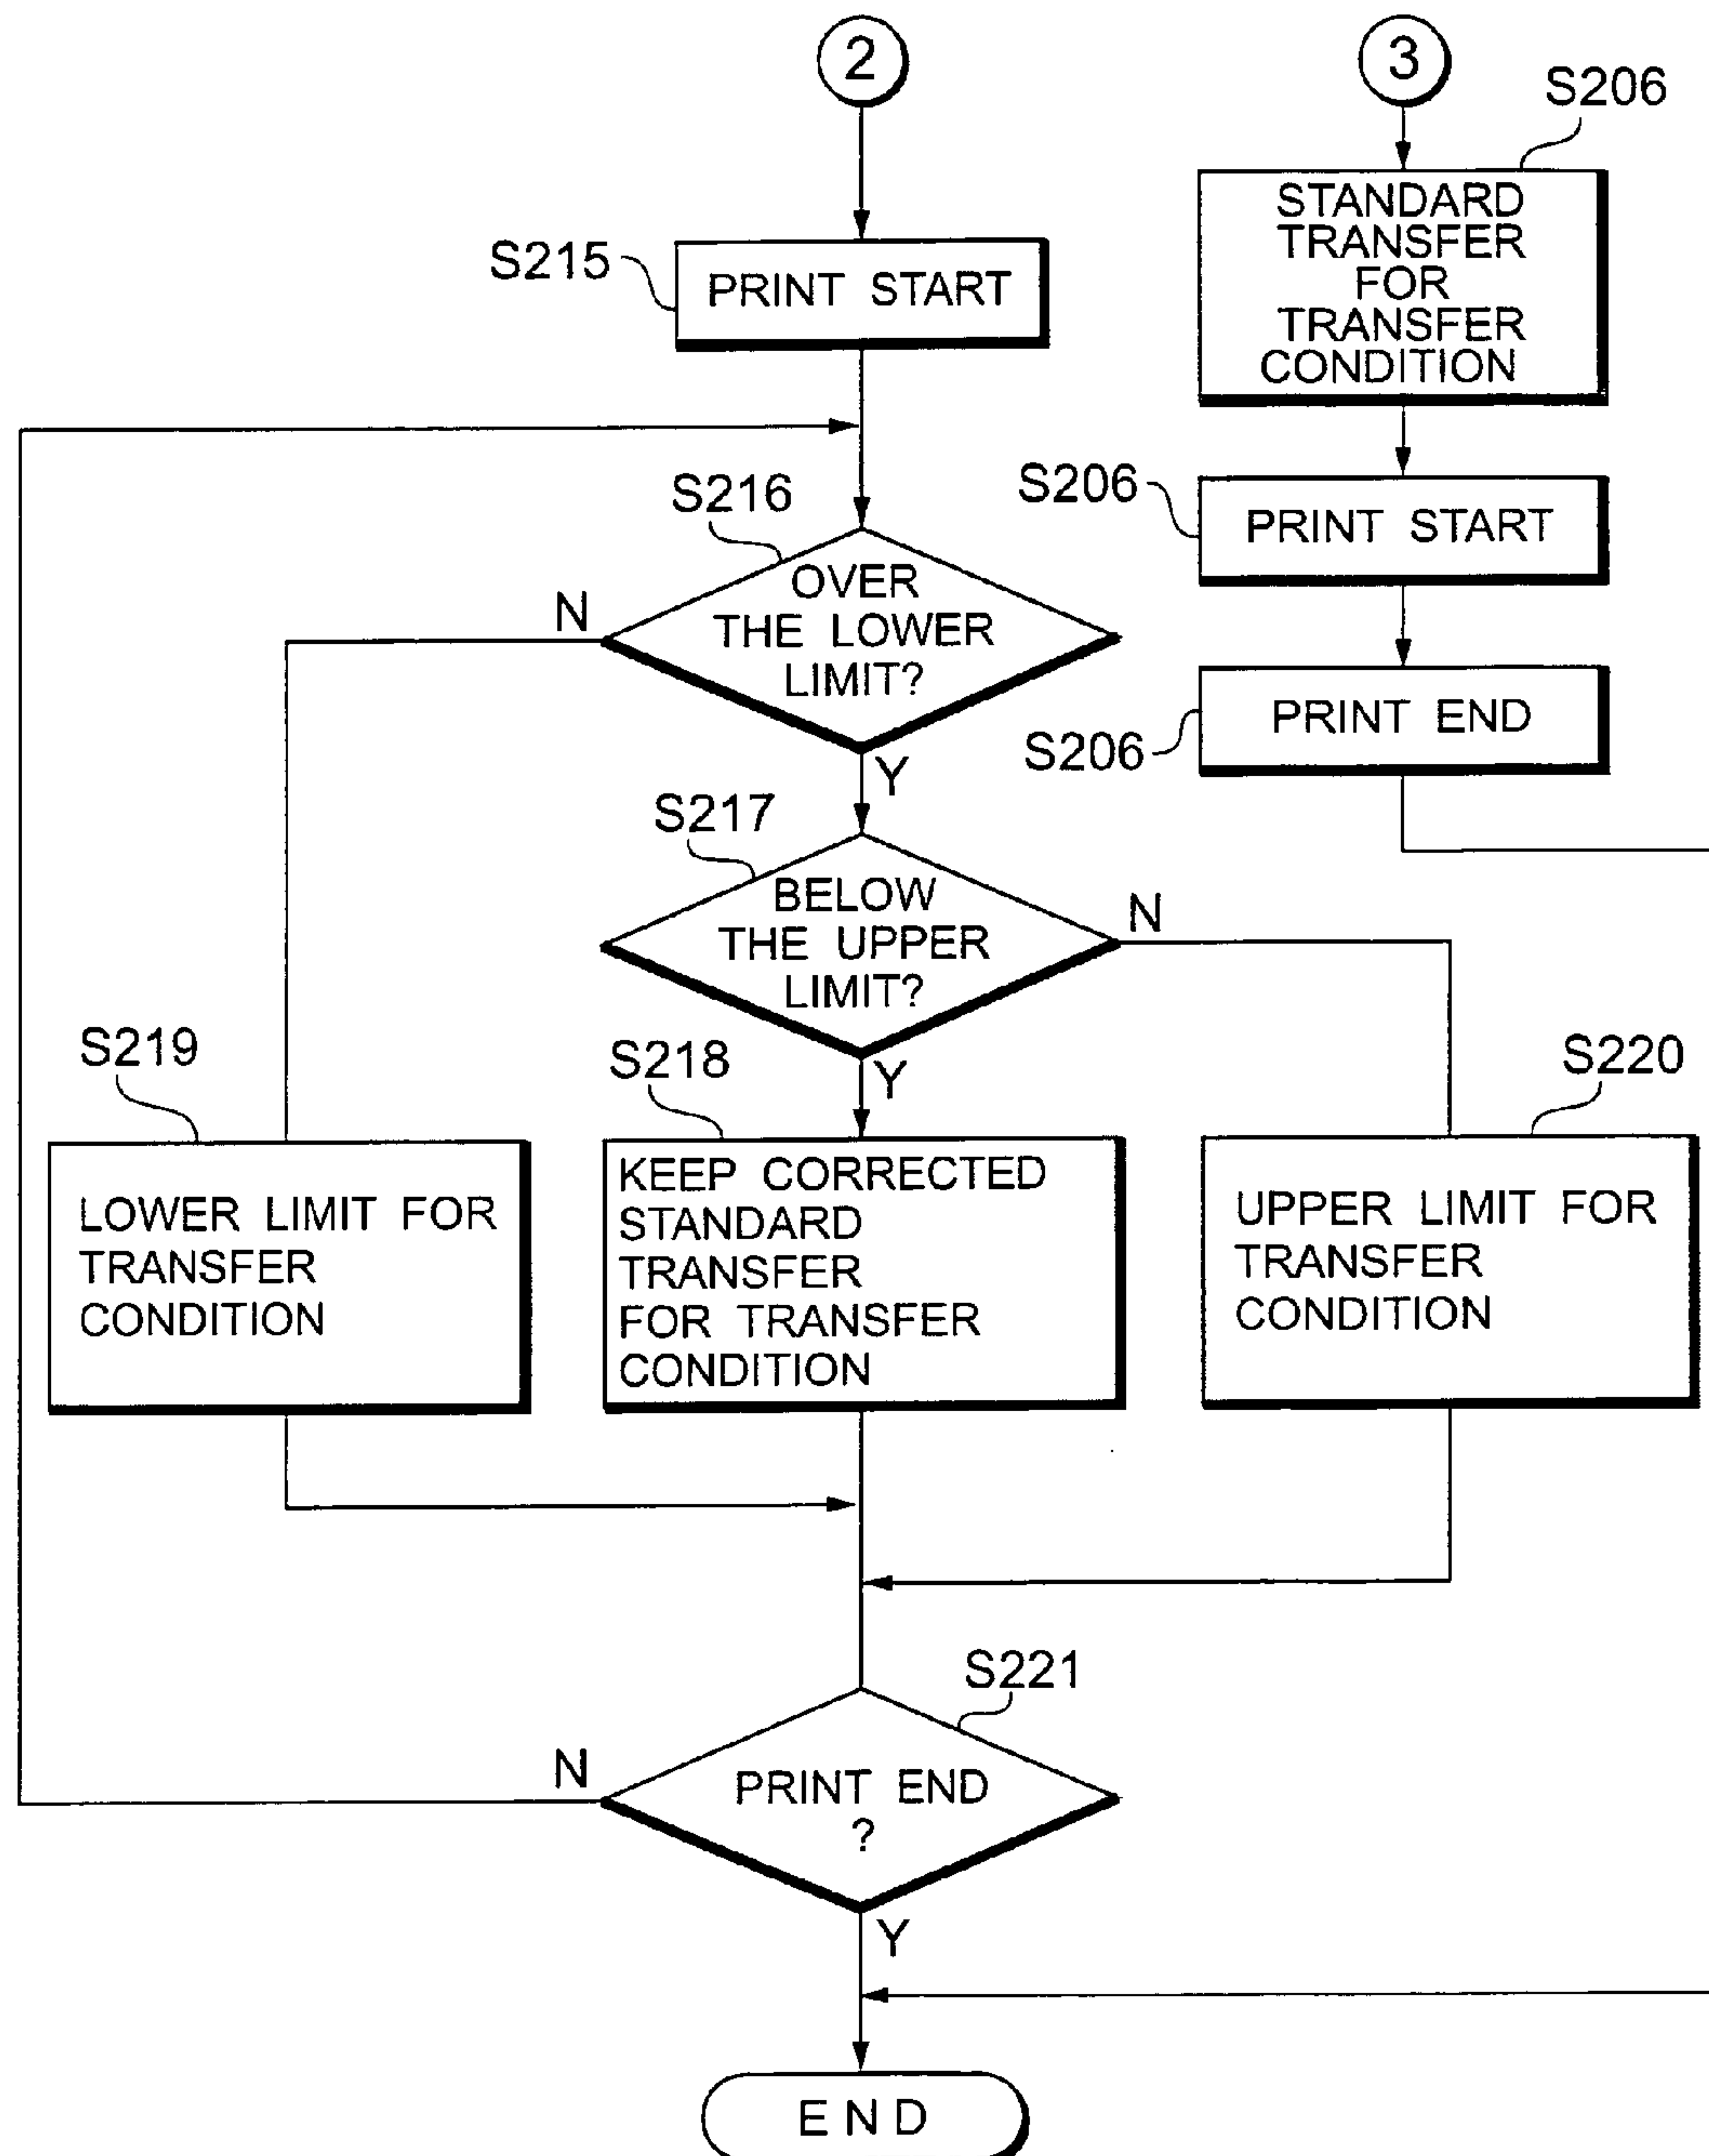 2
3
S206
STANDARD
TRANSFER
FOR
TRANSFER
CONDITION
S215
PRINT START
S206
PRINT START
S216
OVER
THE LOWER
LIMIT?
N
Y
S206
PRINT END
S217
BELOW
THE UPPER
LIMIT?
N
Y
S219
LOWER LIMIT FOR
TRANSFER
CONDITION
S218
KEEP CORRECTED
STANDARD
TRANSFER
FOR TRANSFER
CONDITION
S220
UPPER LIMIT FOR
TRANSFER
CONDITION
S221
PRINT END
?
N
Y
END